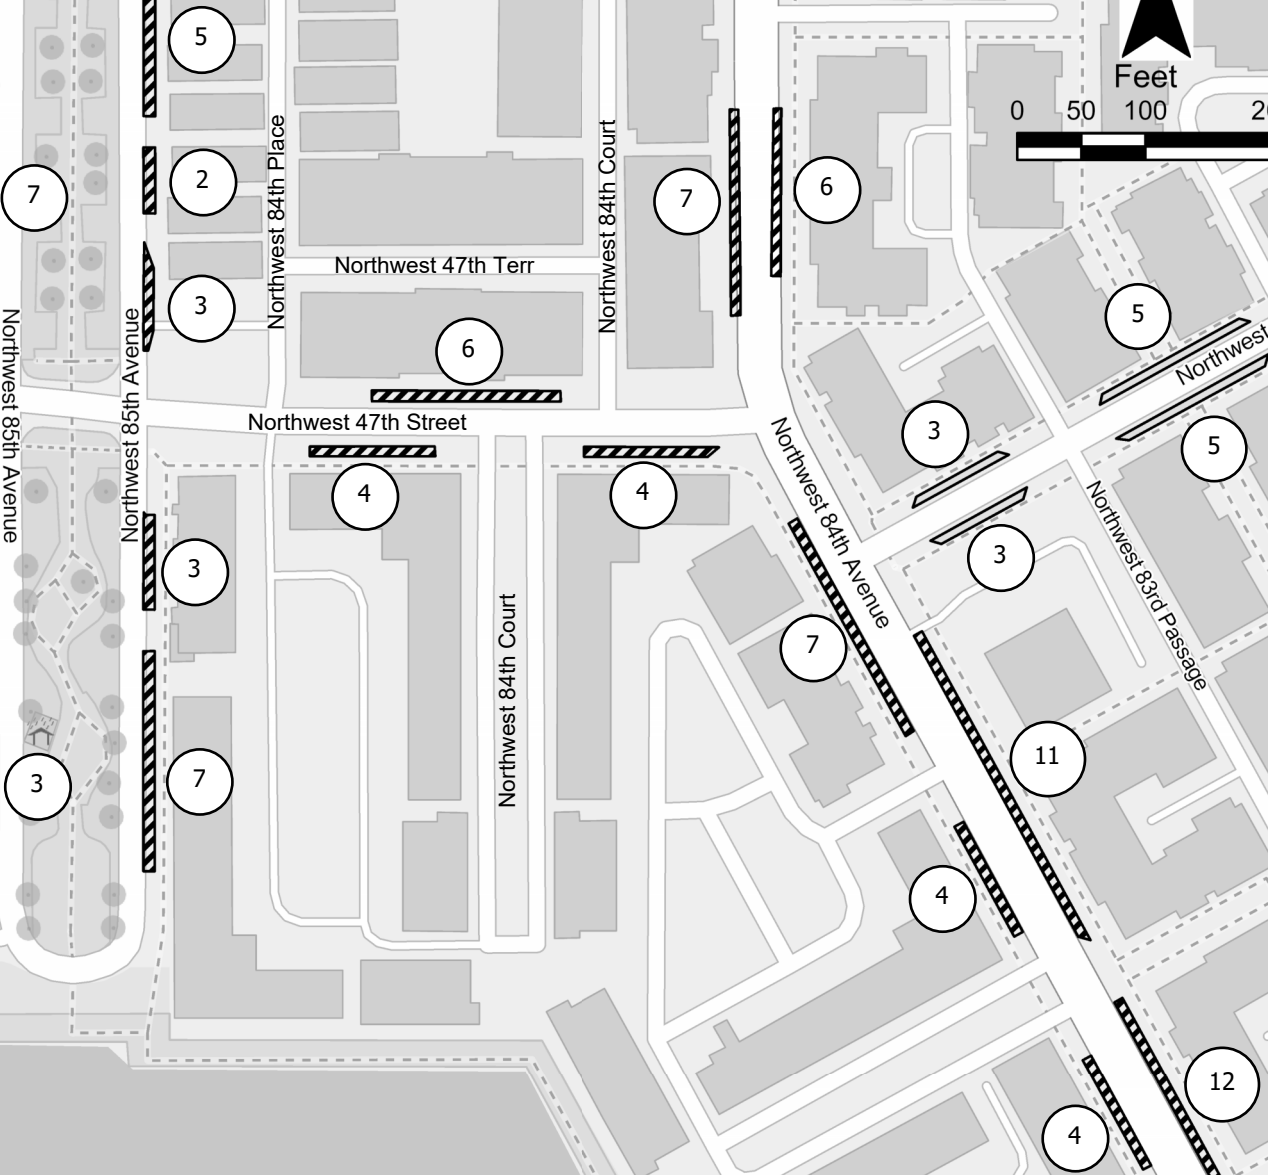 5
Feet
0 50 100 20
7
2
3
7
6
Northwest 84th Place
Northwest 84th Court
Northwest 47th Terr
6
5
Northwest
5
3
3
Northwest 85th Avenue
Northwest 85th Avenue
Northwest 47th Street
4
4
Northwest 84th Avenue
Northwest 83rd Passage
3
7
Northwest 84th Court
3
7
11
4
12
4